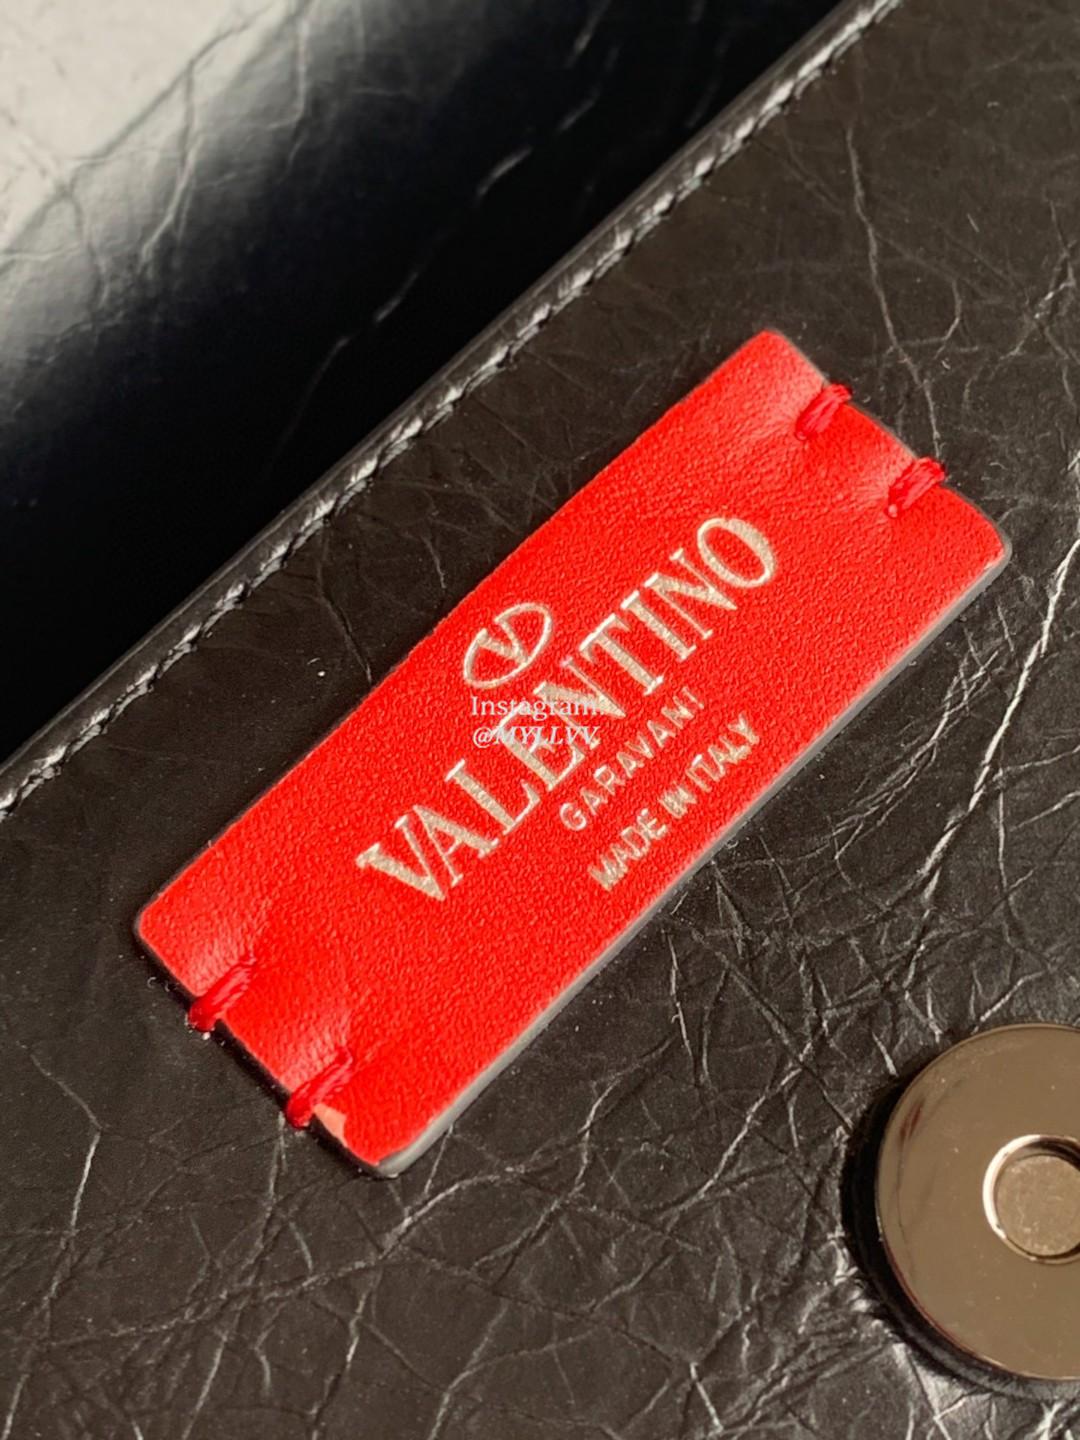 V
VALENTINO
GARAVANI
MADE IN ITALY
Instagram
@MYLLVV